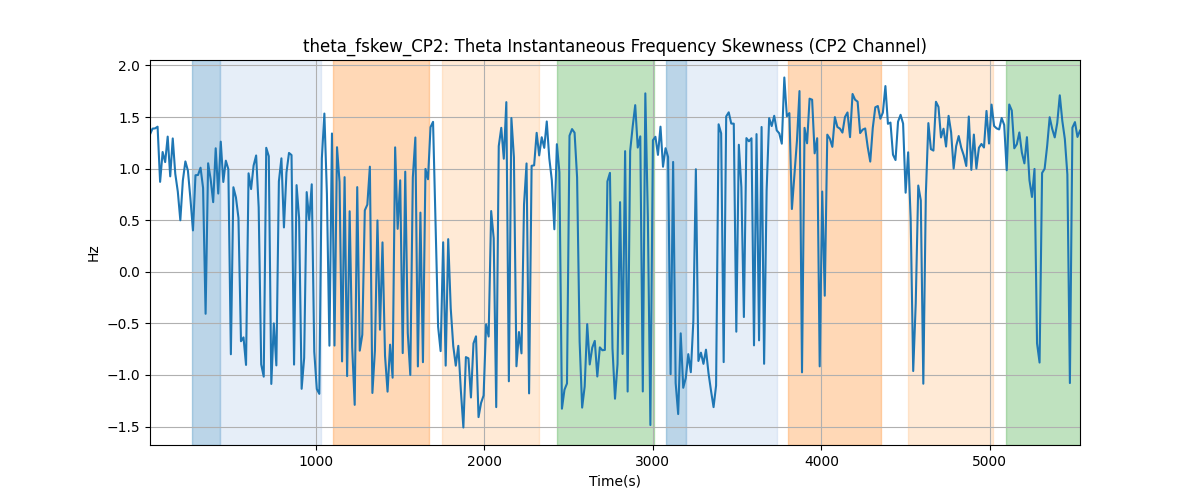 theta_fskew_CP2: Theta Instantaneous Frequency Skewness (CP2 Channel)
2.0
1.5
1.0
0.5
0.0
−0.5
−1.0
−1.5
Hz
1000 2000 3000 4000 5000
Time(s)